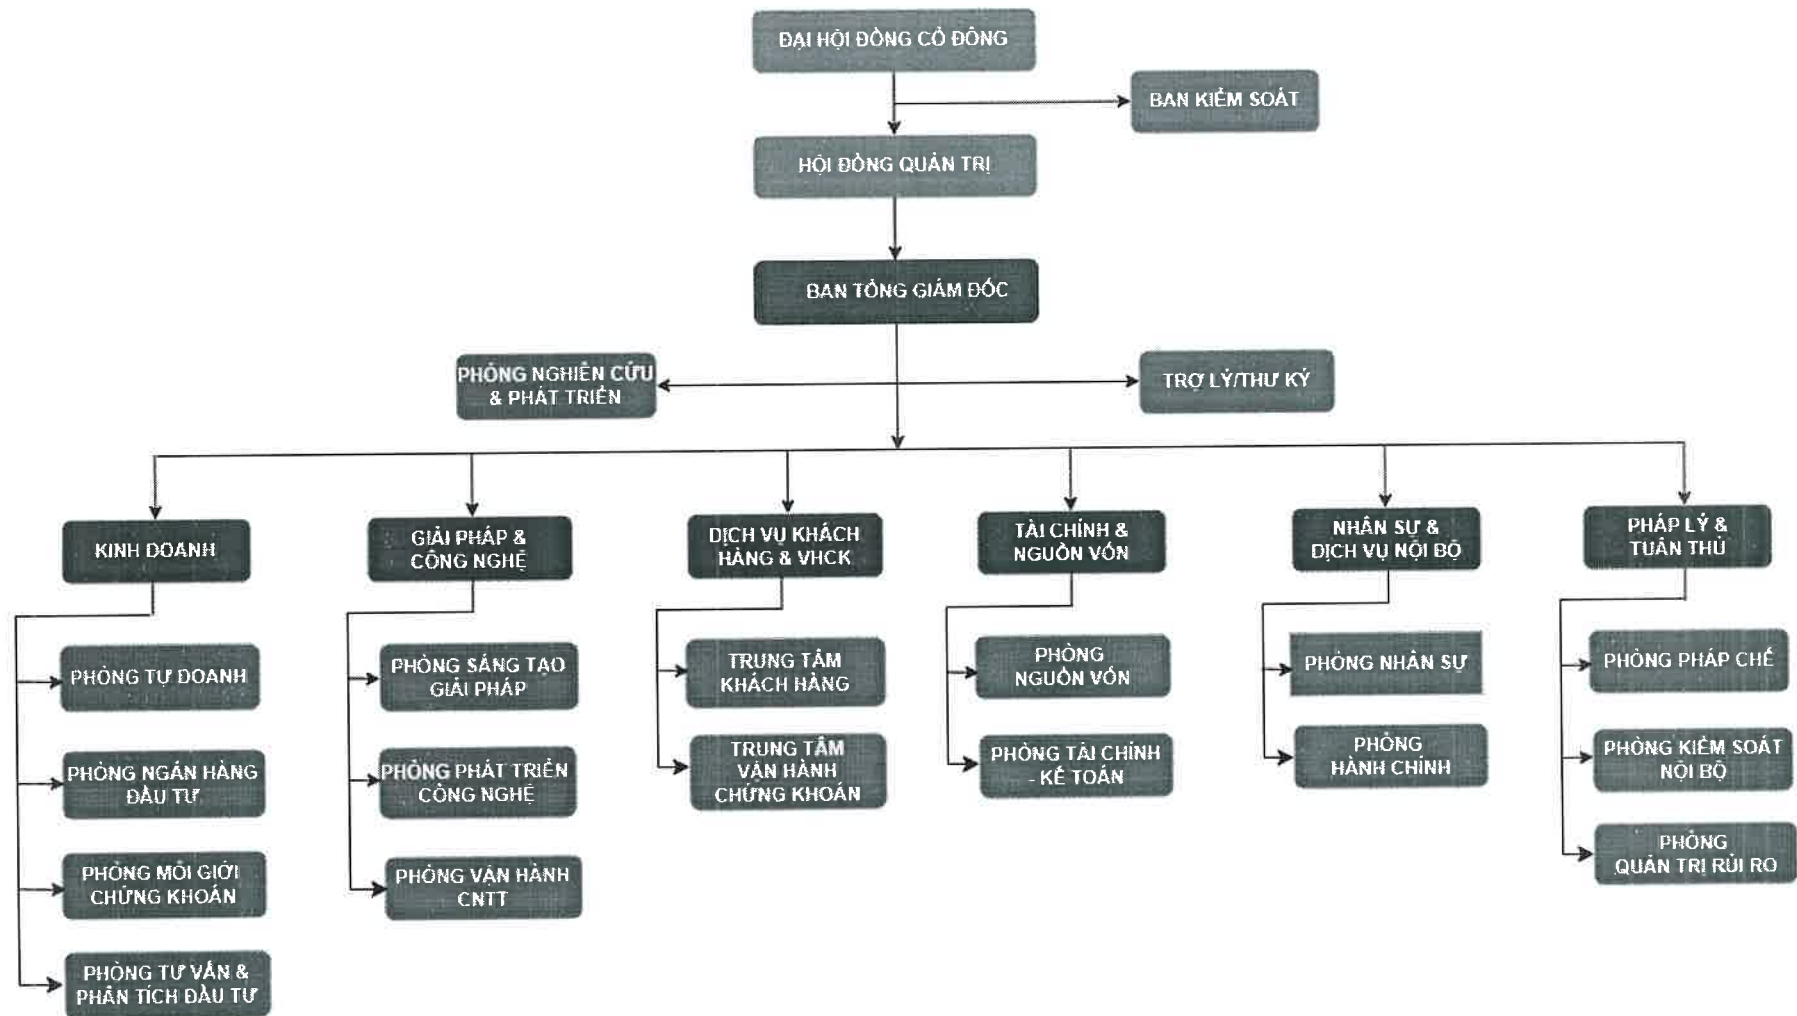 ĐẠI HỘI ĐỒNG CỔ ĐÔNG
BAN KIỂM SOÁT
HỘI ĐỒNG QUẢN TRỊ
BAN TỔNG GIÁM ĐỐC
PHÒNG NGHIÊN CỨU
& PHÁT TRIỂN
TRỢ LÝ/THƯ KÝ
KINH DOANH
PHÒNG TỰ DOANH
PHÒNG NGÂN HÀNG
ĐẦU TƯ
PHÒNG MÔI GIỚI
CHỨNG KHOÁN
PHÒNG TƯ VẤN &
PHÂN TÍCH ĐẦU TƯ
GIẢI PHÁP &
CÔNG NGHỆ
PHÒNG SÁNG TẠO
GIẢI PHÁP
PHÒNG PHÁT TRIỂN
CÔNG NGHỆ
PHÒNG VẬN HÀNH
CNTT
DỊCH VỤ KHÁCH
HÀNG & VHCK
TRUNG TÂM
KHÁCH HÀNG
TRUNG TÂM
VẬN HÀNH
CHỨNG KHOÁN
TÀI CHÍNH &
NGUỒN VỐN
PHÒNG
NGUỒN VỐN
PHÒNG TÀI CHÍNH
- KẾ TOÁN
NHÂN SỰ &
DỊCH VỤ NỘI BỘ
PHÒNG NHÂN SỰ
PHÒNG
HÀNH CHÍNH
PHÁP LÝ &
TUÂN THỦ
PHÒNG PHÁP CHẾ
PHÒNG KIỂM SOÁT
NỘI BỘ
PHÒNG
QUẢN TRỊ RỦI RO